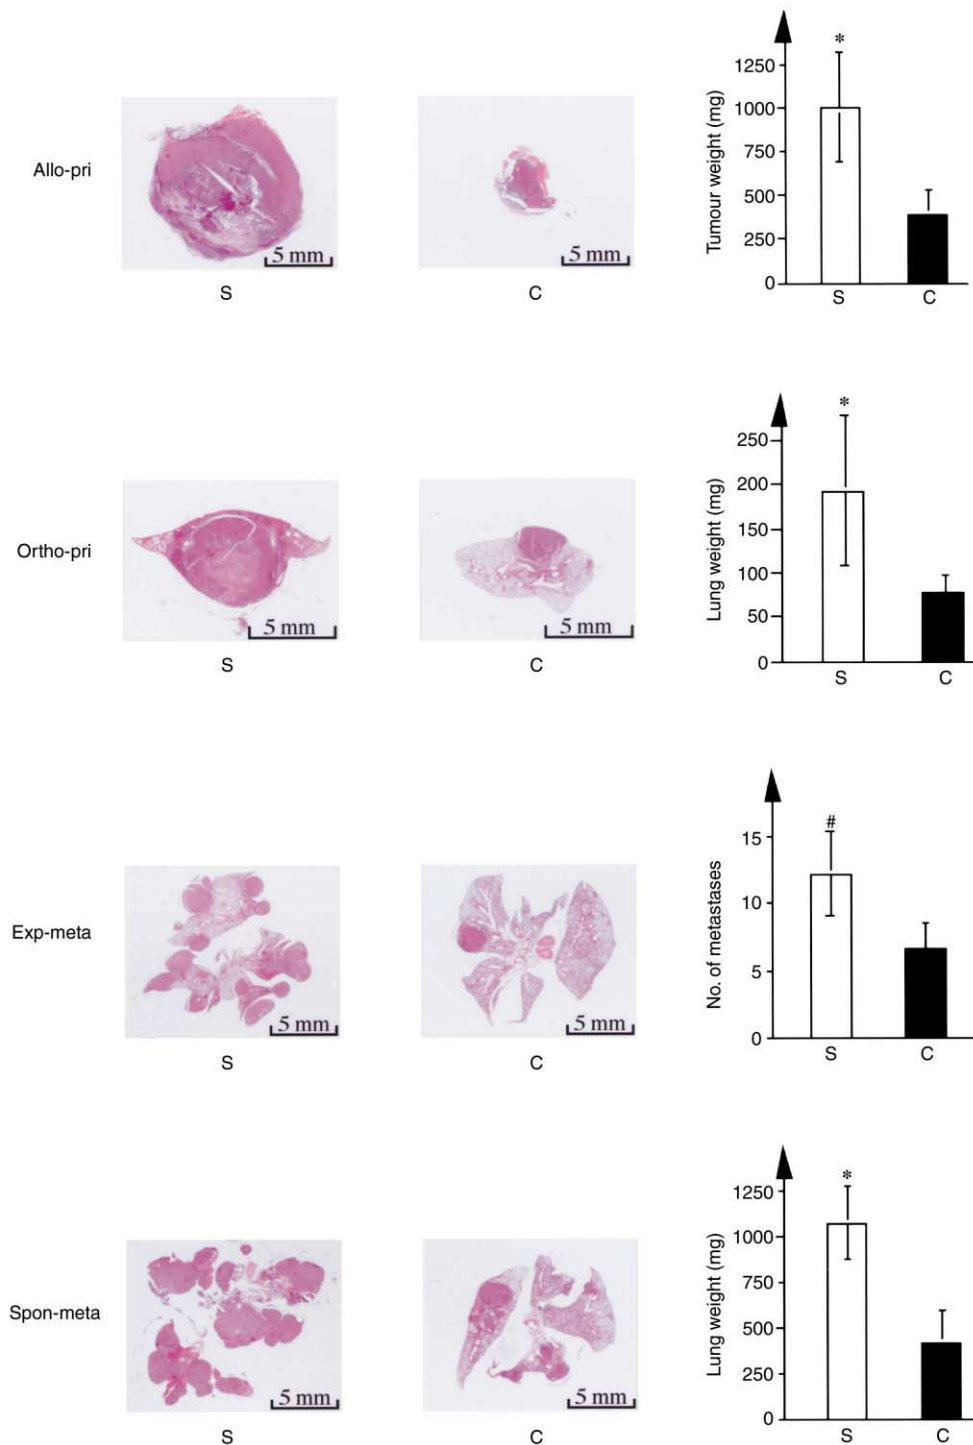 Allo-pri
5 mm
S
5 mm
C
Tumour weight (mg)
1250
1000
750
500
250
0
*
S
C
Ortho-pri
5 mm
S
5 mm
C
Lung weight (mg)
250
200
150
100
50
0
*
S
C
Exp-meta
5 mm
S
5 mm
C
No. of metastases
15
10
5
0
#
S
C
Spon-meta
5 mm
S
5 mm
C
Lung weight (mg)
1250
1000
750
500
250
0
*
S
C